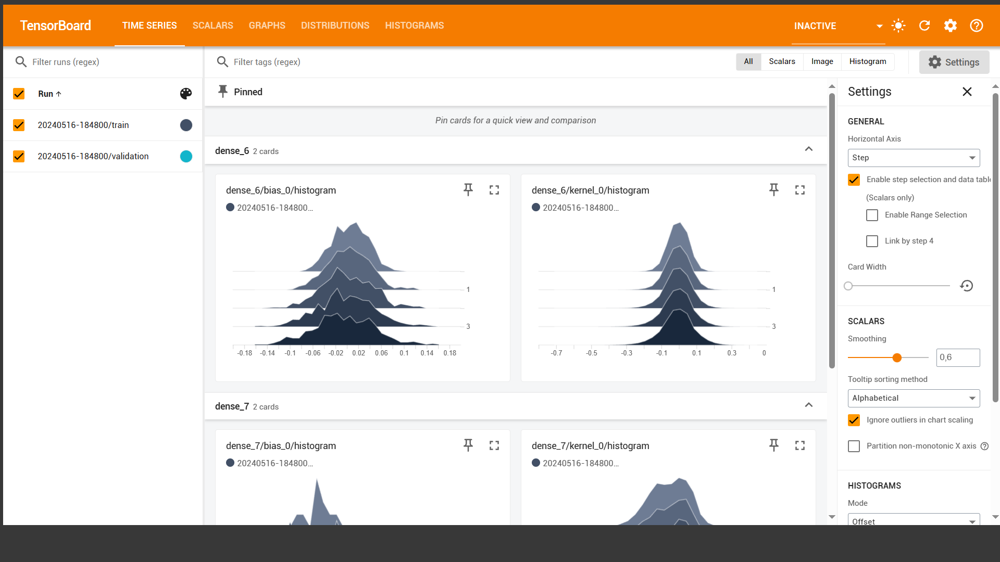 TensorBoard
TIME SERIES SCALARS GRAPHS DISTRIBUTIONS HISTOGRAMS
INACTIVE
Filter runs (regex)
Run
20240516-184800/train
20240516-184800/validation
Filter tags (regex)
All Scalars Image Histogram
Settings
Pinned
Pin cards for a quick view and comparison
dense_6 2 cards
dense_6/bias_0/histogram
20240516-184800...
1
3
-0.18 -0.14 -0.1 -0.06 -0.02 0.02 0.06 0.1 0.14 0.18
dense_6/kernel_0/histogram
20240516-184800...
1
3
-0.7 -0.5 -0.3 -0.1 0.1 0.3 0
dense_7 2 cards
dense_7/bias_0/histogram
20240516-184800...
dense_7/kernel_0/histogram
20240516-184800...
Settings
GENERAL
Horizontal Axis
Step
Enable step selection and data table
(Scalars only)
Enable Range Selection
Link by step 4
Card Width
SCALARS
Smoothing
0,6
Tooltip sorting method
Alphabetical
Ignore outliers in chart scaling
Partition non-monotonic X axis
HISTOGRAMS
Mode
Offset